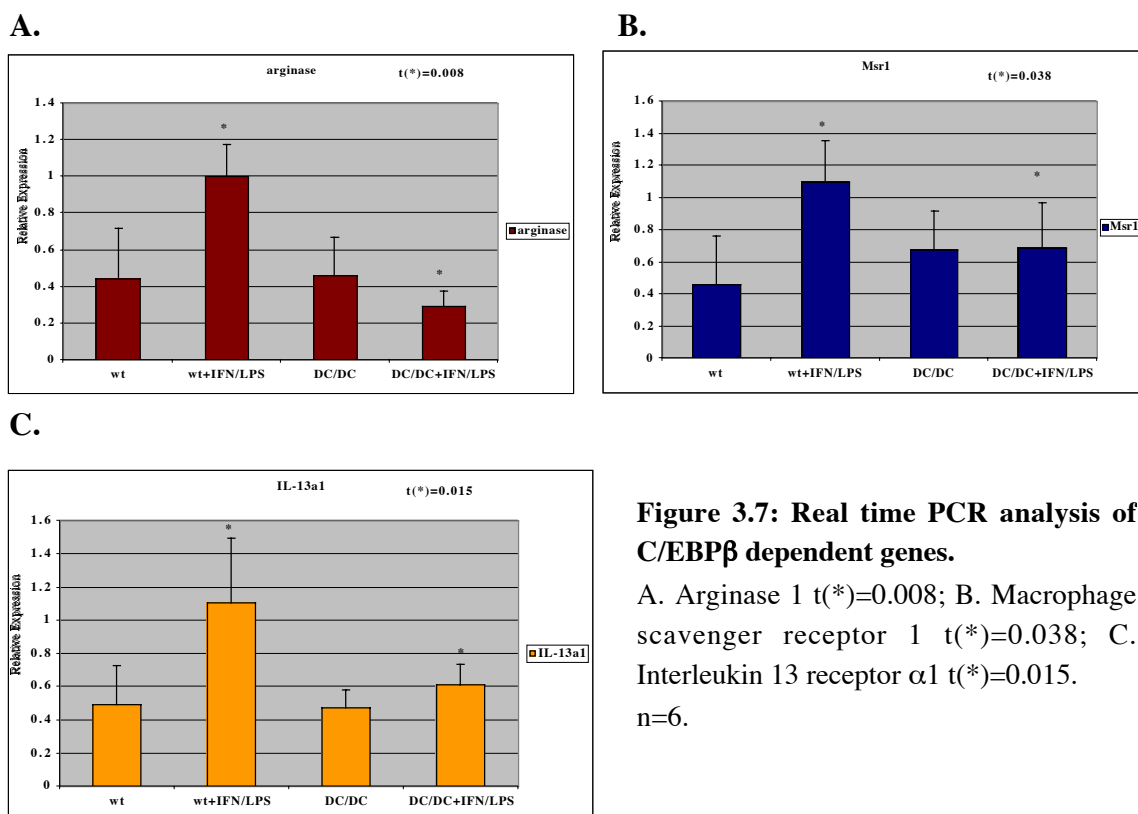 A.
arginase t(*)=0.008
1.4
1.2
1
0.8
0.6
0.4
0.2
0
Relative Expression
*
*
wt wt+IFN/LPS DC/DC DC/DC+IFN/LPS
arginase
B.
Msr1 t(*)=0.038
1.6
1.4
1.2
1
0.8
0.6
0.4
0.2
0
Relative Expression
*
*
wt wt+IFN/LPS DC/DC DC/DC+IFN/LPS
Msr1
C.
IL-13a1 t(*)=0.015
1.6
1.4
1.2
1
0.8
0.6
0.4
0.2
0
Relative Expression
*
*
wt wt+IFN/LPS DC/DC DC/DC+IFN/LPS
IL-13a1
Figure 3.7: Real time PCR analysis of
C/EBPβ dependent genes.
A. Arginase 1 t(*)=0.008; B. Macrophage
scavenger receptor 1 t(*)=0.038; C.
Interleukin 13 receptor α1 t(*)=0.015.
n=6.